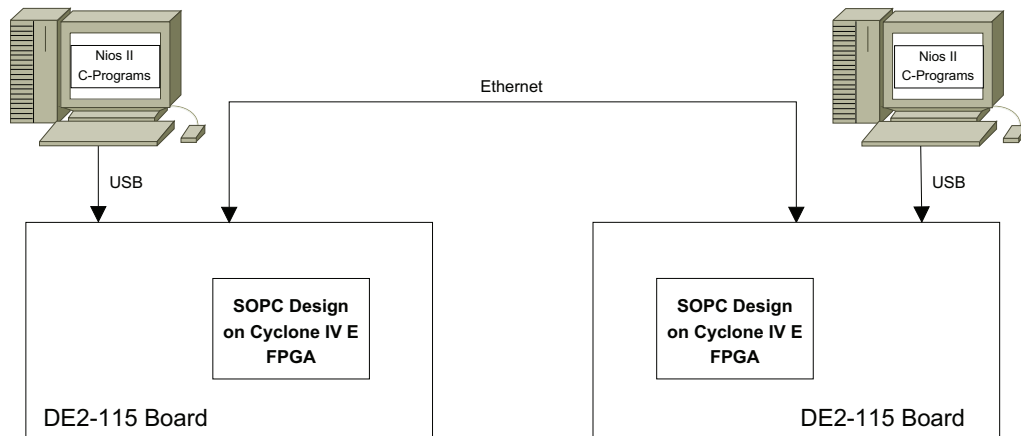 Nios II
C-Programs
Nios II
C-Programs
Ethernet
USB
USB
SOPC Design
on Cyclone IV E
FPGA
SOPC Design
on Cyclone IV E
FPGA
DE2-115 Board
DE2-115 Board